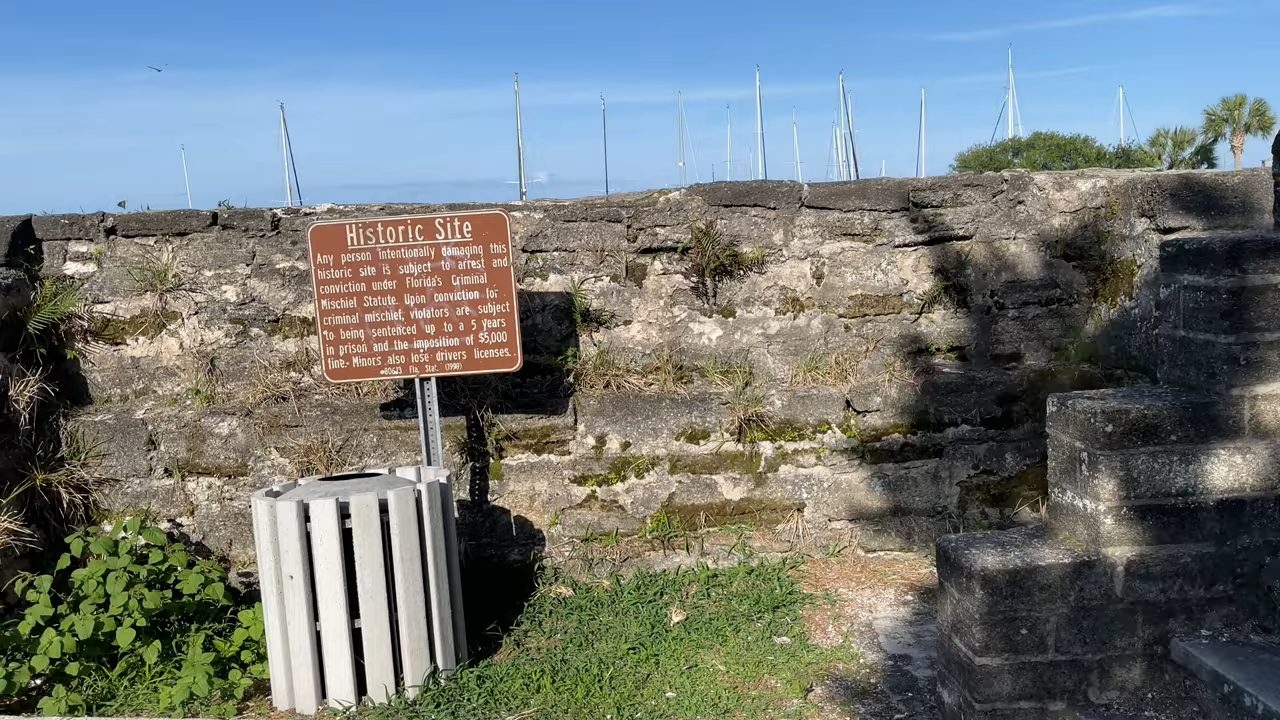 Historic Site
Any person intentionally damaging this
historic site is subject to arrest and
conviction under Florida's Criminal
Mischief Statute. Upon conviction for
criminal mischief, violators are subject
to being sentenced up to a 5 years
in prison and the imposition of $5,000
fine. Minors also lose drivers licenses.
Fla. Stat. (1998)